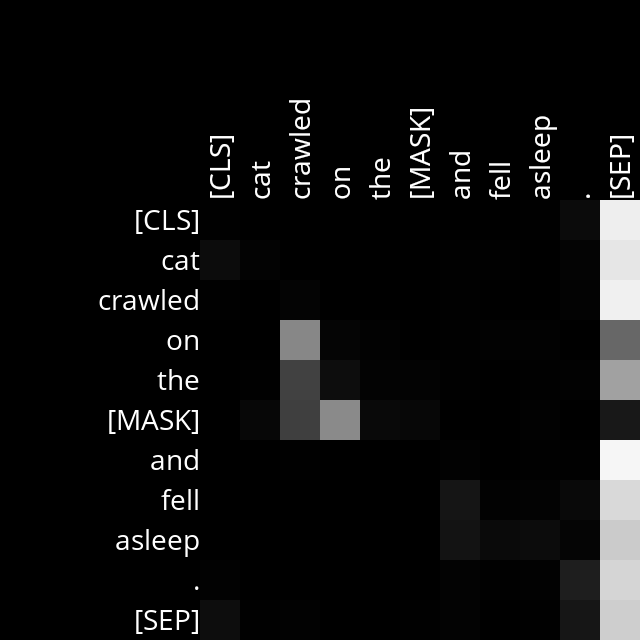 [CLS] cat crawled on the [MASK] and fell asleep . [SEP]
[CLS]
cat
crawled
on
the
[MASK]
and
fell
asleep
.
[SEP]